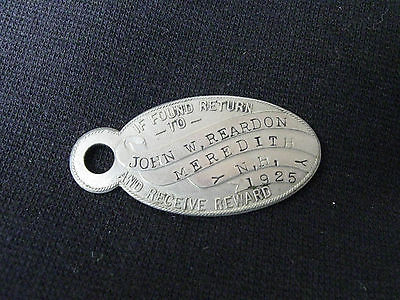 IF FOUND RETURN
- TO -
JOHN W. REARDON
MEREDITH
N.H.
1925
AND RECEIVE REWARD